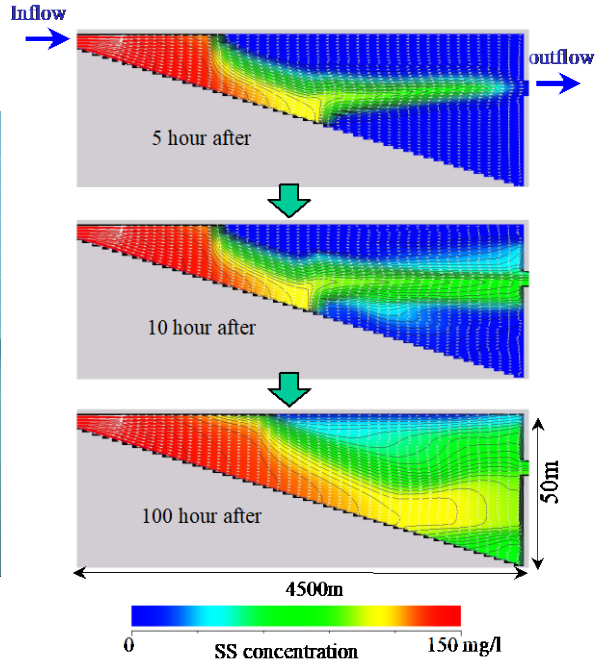 Inflow
outflow
5 hour after
10 hour after
100 hour after
50m
4500m
0
150 mg/l
SS concentration